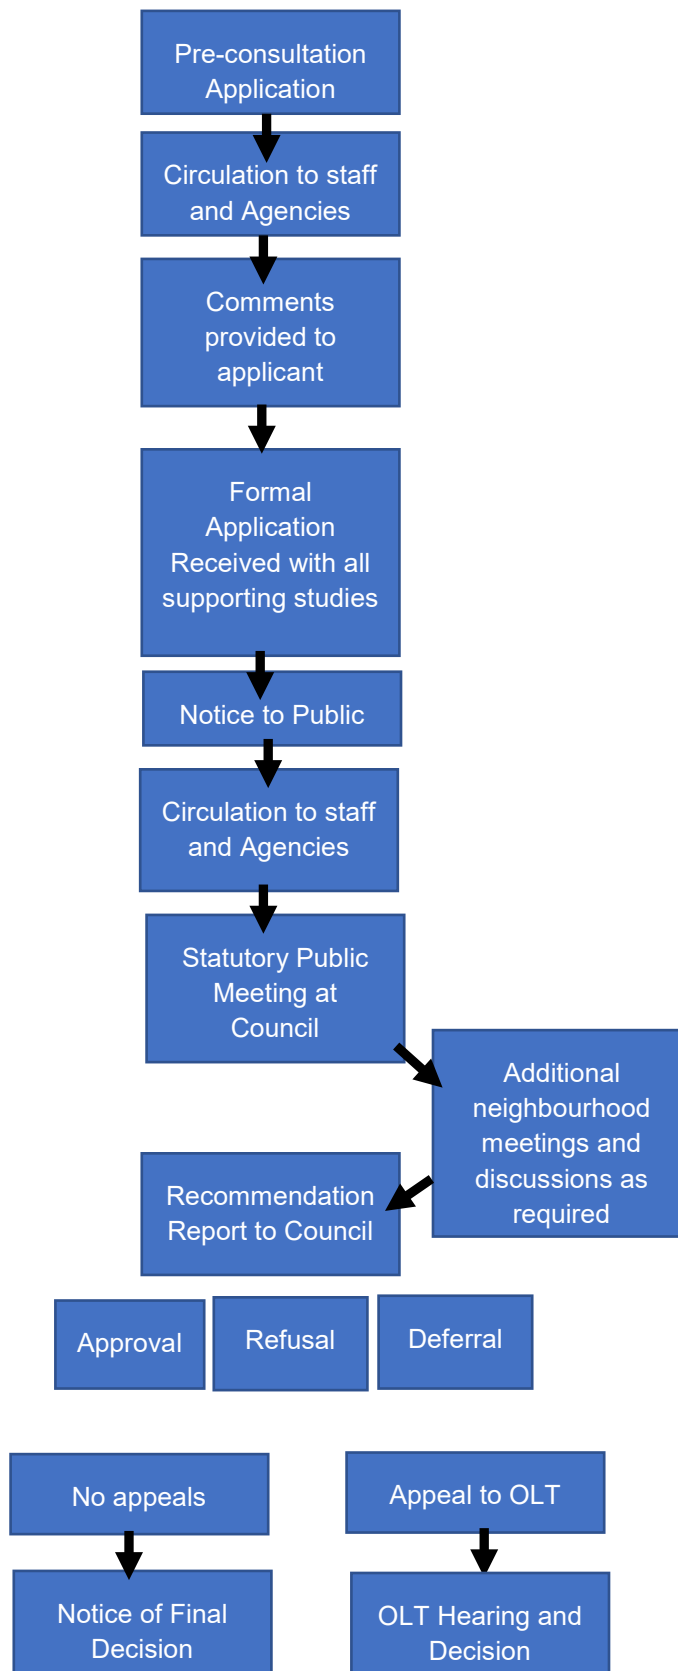 Pre-consultation
Application
Circulation to staff
and Agencies
Comments
provided to
applicant
Formal
Application
Received with all
supporting studies
Notice to Public
Circulation to staff
and Agencies
Statutory Public
Meeting at
Council
Additional
neighbourhood
meetings and
discussions as
required
Recommendation
Report to Council
Approval
Refusal
Deferral
No appeals
Appeal to OLT
Notice of Final
Decision
OLT Hearing and
Decision